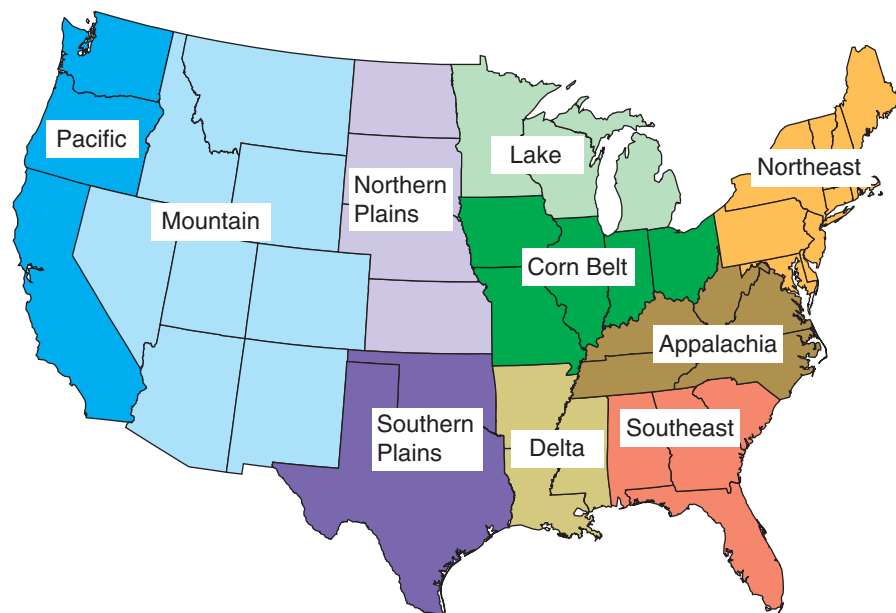 Pacific
Mountain
Northern
Plains
Lake
Northeast
Corn Belt
Appalachia
Southern
Plains
Delta
Southeast